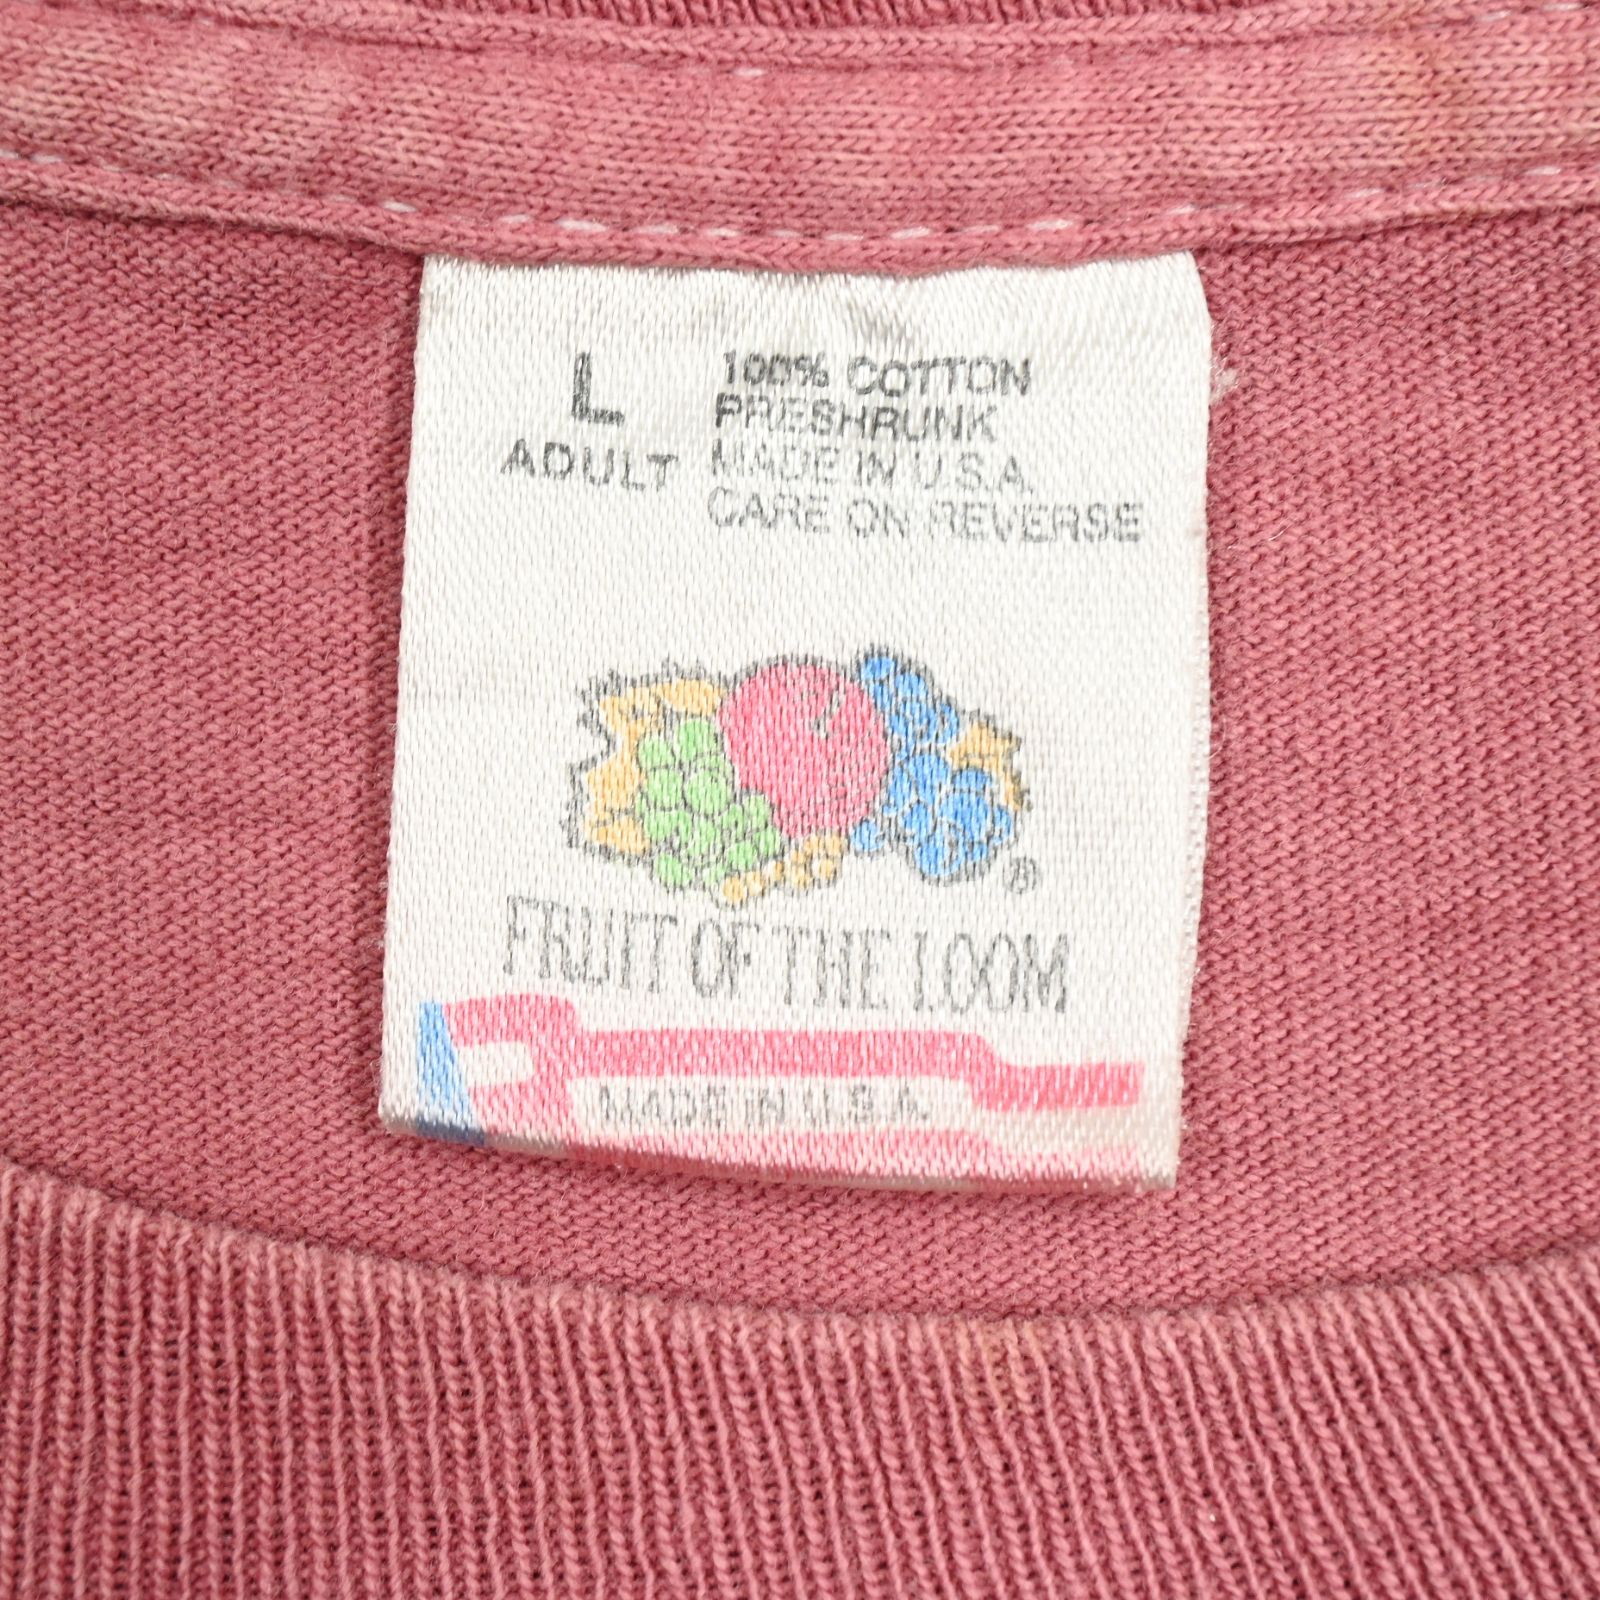 L
ADULT
100% COTTON
PRESHRUNK
MADE IN U.S.A.
CARE ON REVERSE
®
FRUIT OF THE LOOM
MADE IN U.S.A.